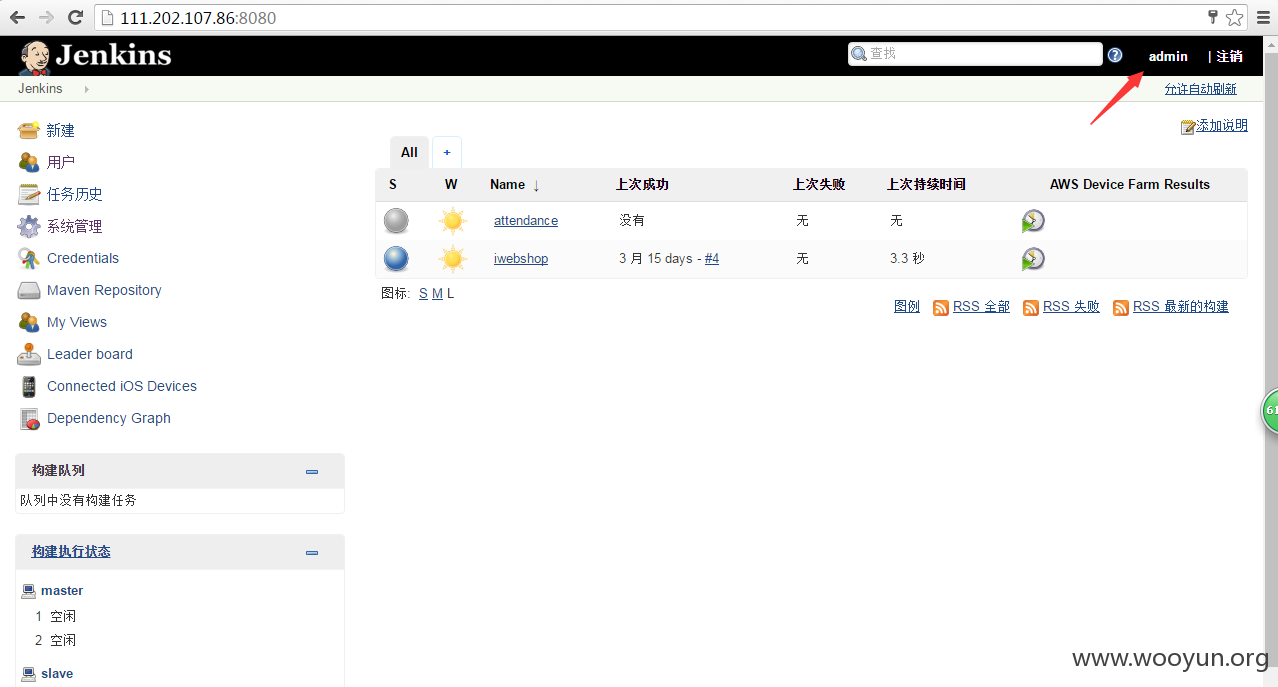 111.202.107.86:8080
Jenkins 查找 admin | 注销
Jenkins 允许自动刷新
添加说明
新建
用户
任务历史
系统管理
Credentials
Maven Repository
My Views
Leader board
Connected iOS Devices
Dependency Graph
All +
S W Name ↓ 上次成功 上次失败 上次持续时间 AWS Device Farm Results
attendance 没有 无 无
iwebshop 3 月 15 days - #4 无 3.3 秒
图标: S M L
图例 RSS 全部 RSS 失败 RSS 最新的构建
构建队列
队列中没有构建任务
构建执行状态
master
1 空闲
2 空闲
slave
www.wooyun.org